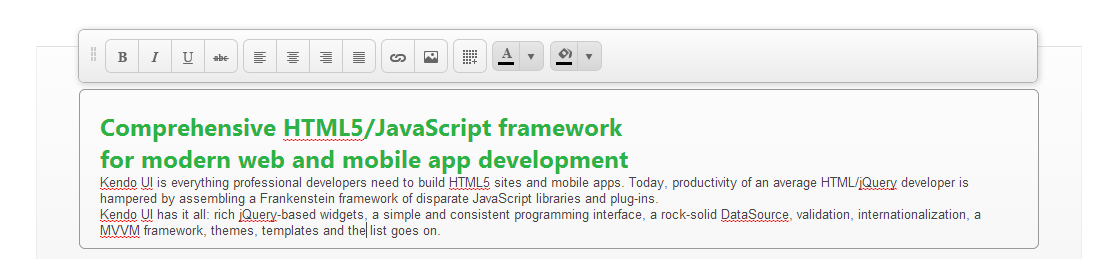 B I U abc A
Comprehensive HTML5/JavaScript framework
for modern web and mobile app development
Kendo UI is everything professional developers need to build HTML5 sites and mobile apps. Today, productivity of an average HTML/jQuery developer is
hampered by assembling a Frankenstein framework of disparate JavaScript libraries and plug-ins.
Kendo UI has it all: rich jQuery-based widgets, a simple and consistent programming interface, a rock-solid DataSource, validation, internationalization, a
MVVM framework, themes, templates and the list goes on.